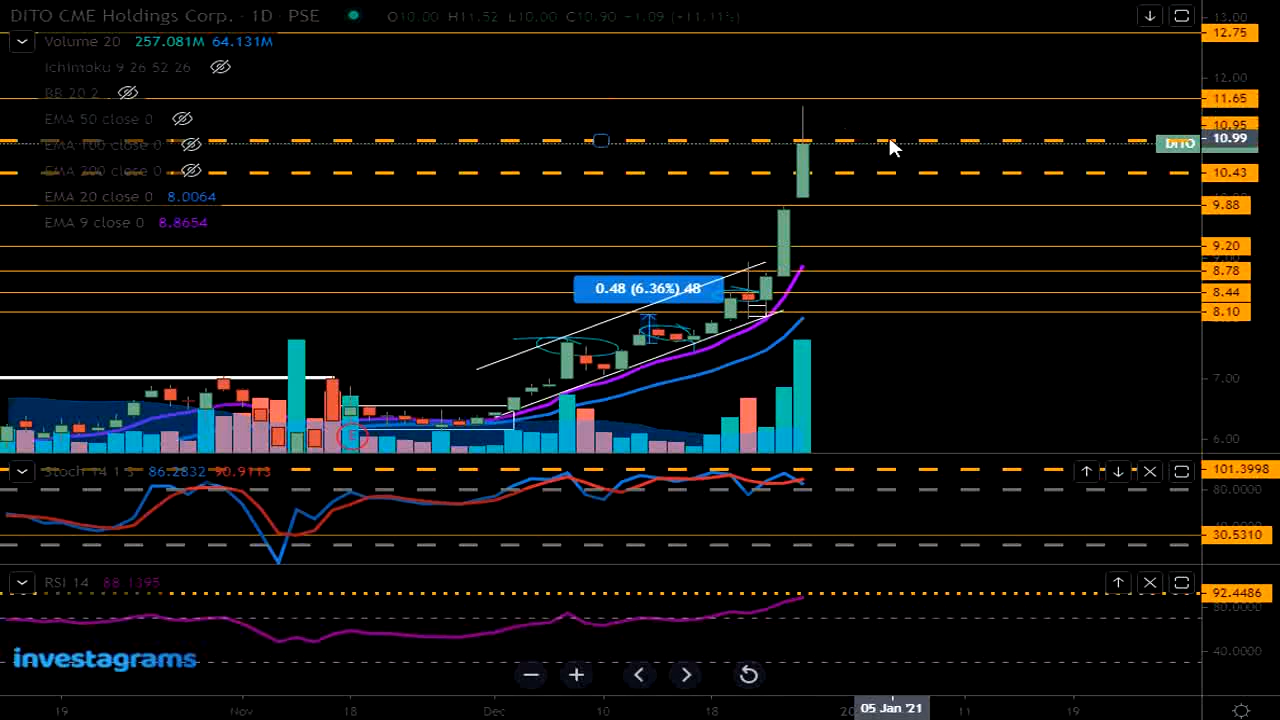 DITO CME Holdings Corp. · 1D · PSE O10.00 H11.52 L10.00 C10.90 +1.09 (+11.11%)
Volume 20 257.081M 64.131M
Ichimoku 9 26 52 26
BB 20 2
EMA 50 close 0
EMA 100 close 0
EMA 200 close 0
EMA 20 close 0 8.0064
EMA 9 close 0 8.8654
13.00
12.75
12.00
11.65
10.95
DITO 10.99
10.43
9.88
9.20
9.00
8.78
8.44
8.10
7.00
6.00
0.48 (6.36%) 48
E
Stoch 14 1 3 86.2832 90.9113
101.3998
80.0000
30.5310
RSI 14 88.1395
92.4486
80.0000
40.0000
investagrams
19 Nov 18 Dec 10 18 05 Jan '21 11 19